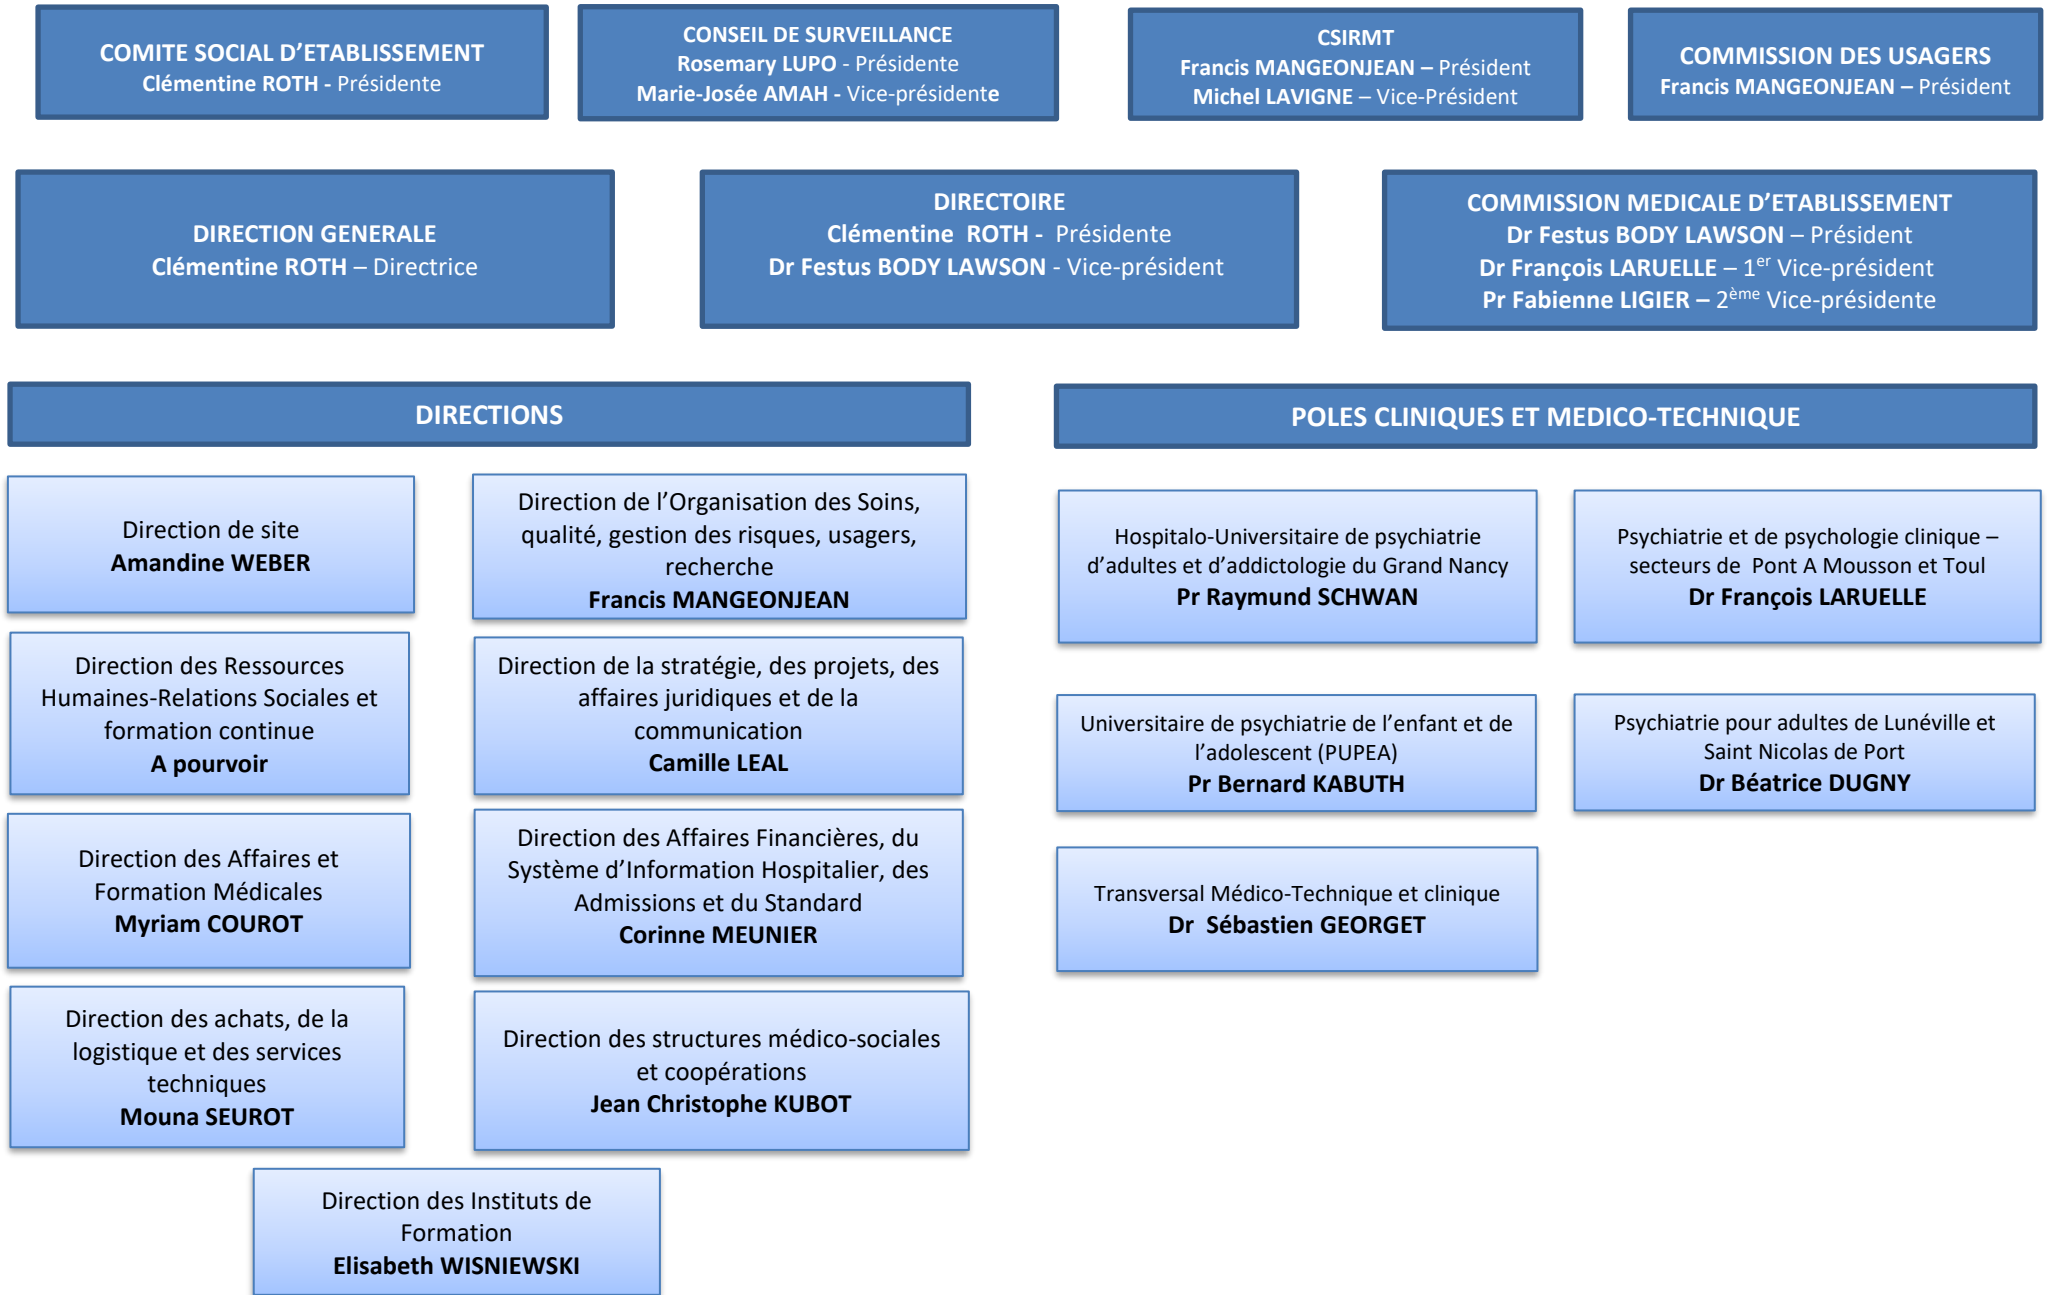 COMITE SOCIAL D’ETABLISSEMENT
Clémentine ROTH - Présidente
CONSEIL DE SURVEILLANCE
Rosemary LUPO - Présidente
Marie-Josée AMAH - Vice-présidente
CSIRMT
Francis MANGEONJEAN – Président
Michel LAVIGNE – Vice-Président
COMMISSION DES USAGERS
Francis MANGEONJEAN – Président
DIRECTION GENERALE
Clémentine ROTH – Directrice
DIRECTOIRE
Clémentine ROTH - Présidente
Dr Festus BODY LAWSON - Vice-président
COMMISSION MEDICALE D’ETABLISSEMENT
Dr Festus BODY LAWSON – Président
Dr François LARUELLE – 1er Vice-président
Pr Fabienne LIGIER – 2ème Vice-présidente
DIRECTIONS
Direction de site
Amandine WEBER
Direction de l’Organisation des Soins,
qualité, gestion des risques, usagers,
recherche
Francis MANGEONJEAN
Direction des Ressources
Humaines-Relations Sociales et
formation continue
A pourvoir
Direction de la stratégie, des projets, des
affaires juridiques et de la
communication
Camille LEAL
Direction des Affaires et
Formation Médicales
Myriam COUROT
Direction des Affaires Financières, du
Système d’Information Hospitalier, des
Admissions et du Standard
Corinne MEUNIER
Direction des achats, de la
logistique et des services
techniques
Mouna SEUROT
Direction des structures médico-sociales
et coopérations
Jean Christophe KUBOT
Direction des Instituts de
Formation
Elisabeth WISNIEWSKI
POLES CLINIQUES ET MEDICO-TECHNIQUE
Hospitalo-Universitaire de psychiatrie
d’adultes et d’addictologie du Grand Nancy
Pr Raymund SCHWAN
Psychiatrie et de psychologie clinique –
secteurs de Pont A Mousson et Toul
Dr François LARUELLE
Universitaire de psychiatrie de l’enfant et de
l’adolescent (PUPEA)
Pr Bernard KABUTH
Psychiatrie pour adultes de Lunéville et
Saint Nicolas de Port
Dr Béatrice DUGNY
Transversal Médico-Technique et clinique
Dr Sébastien GEORGET